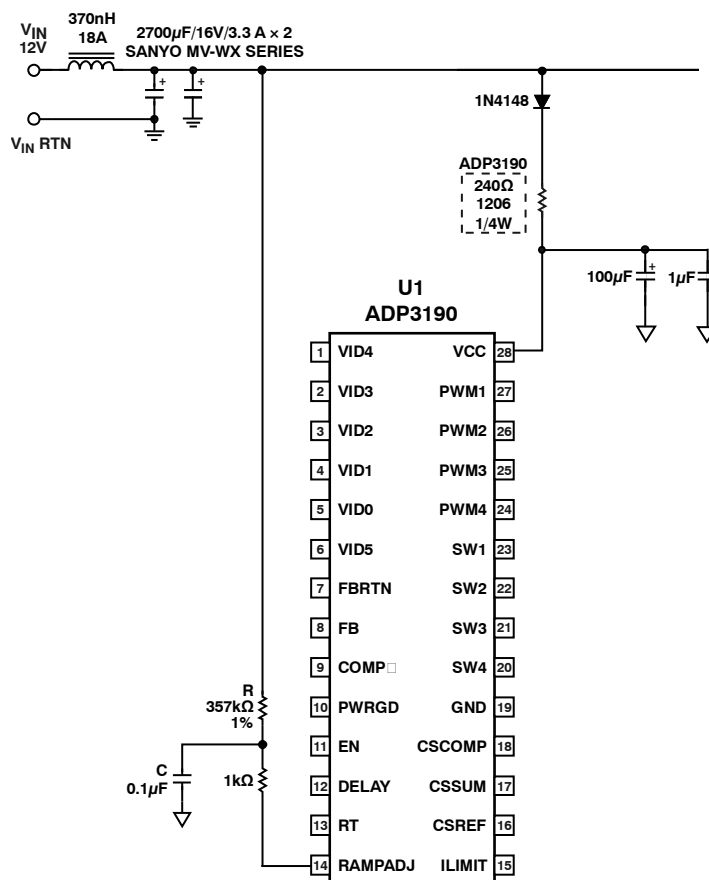 370nH
18A
VIN
12V
2700µF/16V/3.3 A × 2
SANYO MV-WX SERIES
+
+
VIN RTN
1N4148
ADP3190
240Ω
1206
1/4W
100µF
+
1µF
U1
ADP3190
1 VID4 VCC 28
2 VID3 PWM1 27
3 VID2 PWM2 26
4 VID1 PWM3 25
5 VID0 PWM4 24
6 VID5 SW1 23
7 FBRTN SW2 22
8 FB SW3 21
9 COMP□ SW4 20
10 PWRGD GND 19
11 EN CSCOMP 18
12 DELAY CSSUM 17
13 RT CSREF 16
14 RAMPADJ ILIMIT 15
R
357kΩ
1%
C
0.1µF
1kΩ